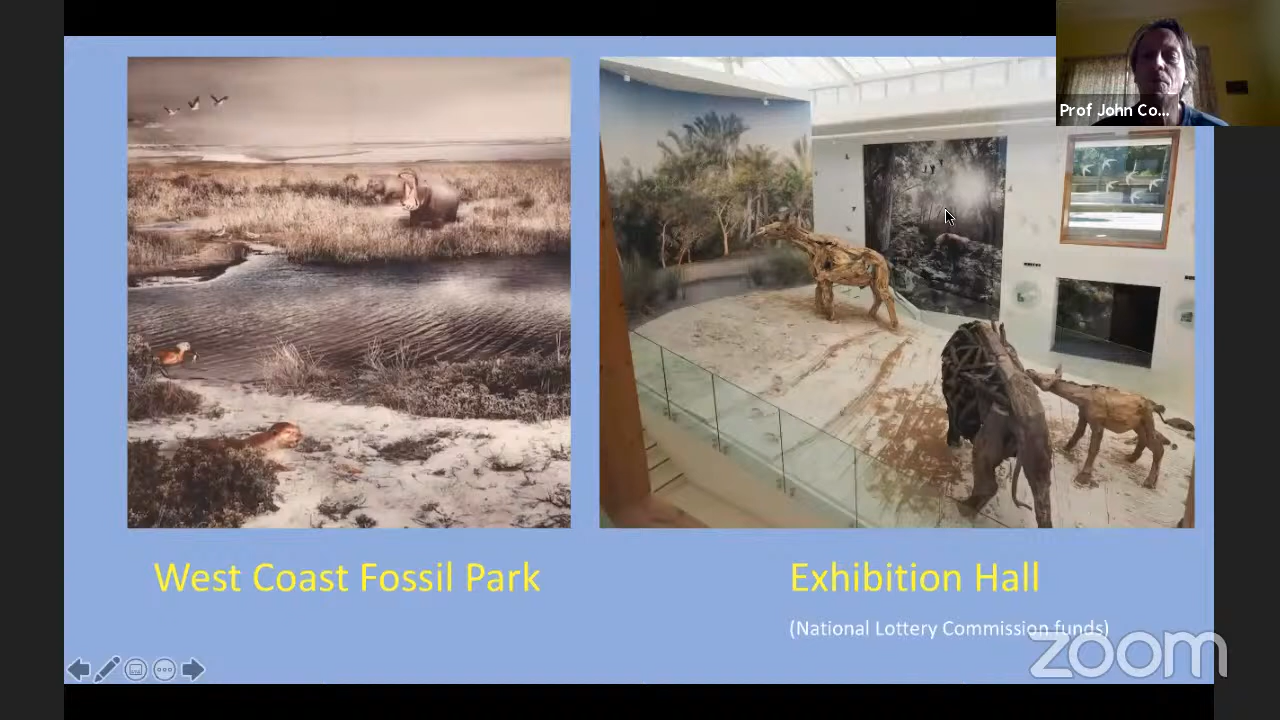 Prof John Co...
West Coast Fossil Park
Exhibition Hall
(National Lottery Commission funds)
zoom